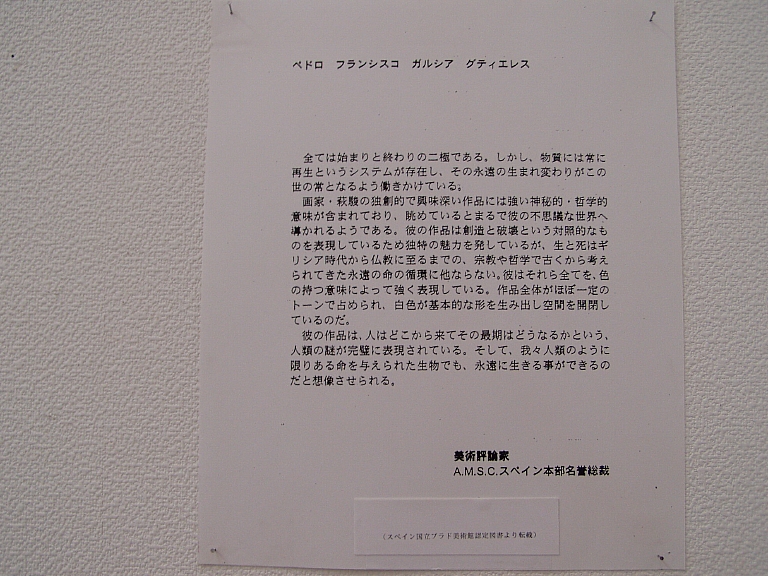 ペドロ　フランシスコ　ガルシア　グティエレス
全ては始まりと終わりの二極である。しかし、物質には常に
再生というシステムが存在し、その永遠の生まれ変わりがこの
世の常となるよう働きかけている。
画家・萩駿の独創的で興味深い作品には強い神秘的・哲学的
意味が含まれており、眺めているとまるで彼の不思議な世界へ
導かれるようである。彼の作品は創造と破壊という対照的なも
のを表現しているため独特の魅力を発しているが、生と死はギ
リシア時代から仏教に至るまでの、宗教や哲学で古くから考え
られてきた永遠の命の循環に他ならない。彼はそれら全てを、色
の持つ意味によって強く表現している。作品全体がほぼ一定の
トーンで占められ、白色が基本的な形を生み出し空間を開閉し
ているのだ。
彼の作品は、人はどこから来てその最期はどうなるかという、
人類の謎が完璧に表現されている。そして、我々人類のように
限りある命を与えられた生物でも、永遠に生きる事ができるの
だと想像させられる。
美術評論家
A.M.S.C.スペイン本部名誉総裁
（スペイン国立プラド美術館認定図書より転載）